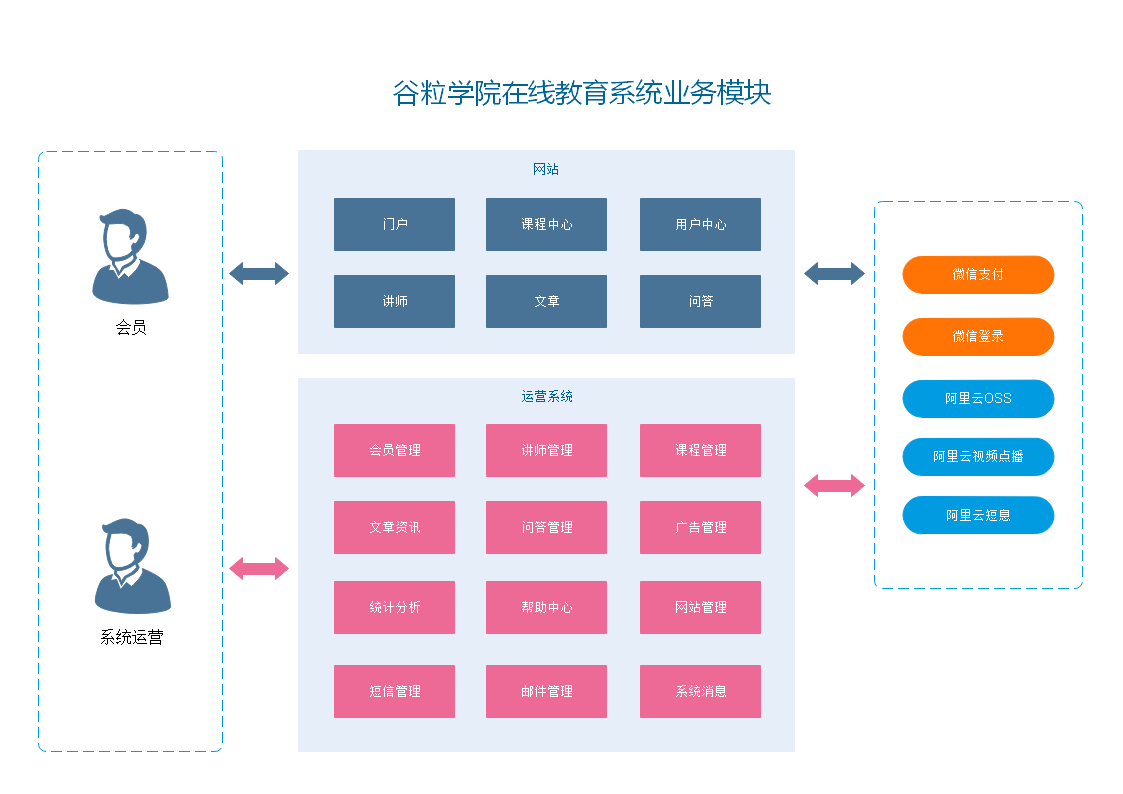 谷粒学院在线教育系统业务模块
会员
系统运营
网站
门户
课程中心
用户中心
讲师
文章
问答
运营系统
会员管理
讲师管理
课程管理
文章资讯
问答管理
广告管理
统计分析
帮助中心
网站管理
短信管理
邮件管理
系统消息
微信支付
微信登录
阿里云OSS
阿里云视频点播
阿里云短息